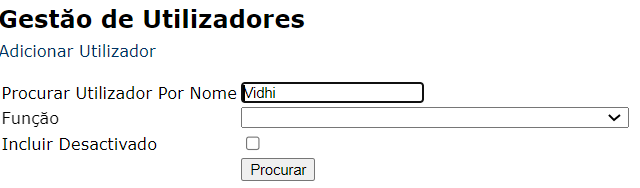 Gestão de Utilizadores
Adicionar Utilizador
Procurar Utilizador Por Nome Vidhi
Função
Incluir Desactivado
Procurar